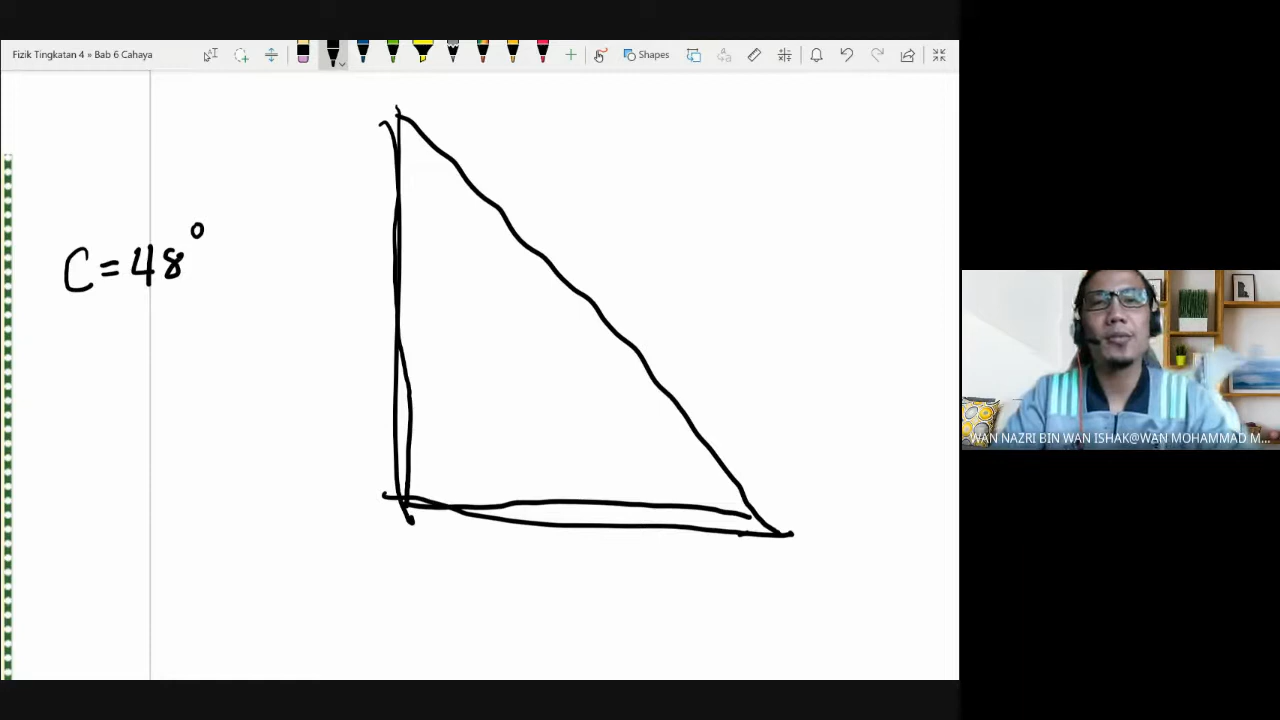 Fizik Tingkatan 4 » Bab 6 Cahaya
Shapes
C = 48°
WAN NAZRI BIN WAN ISHAK@WAN MOHAMMAD M...